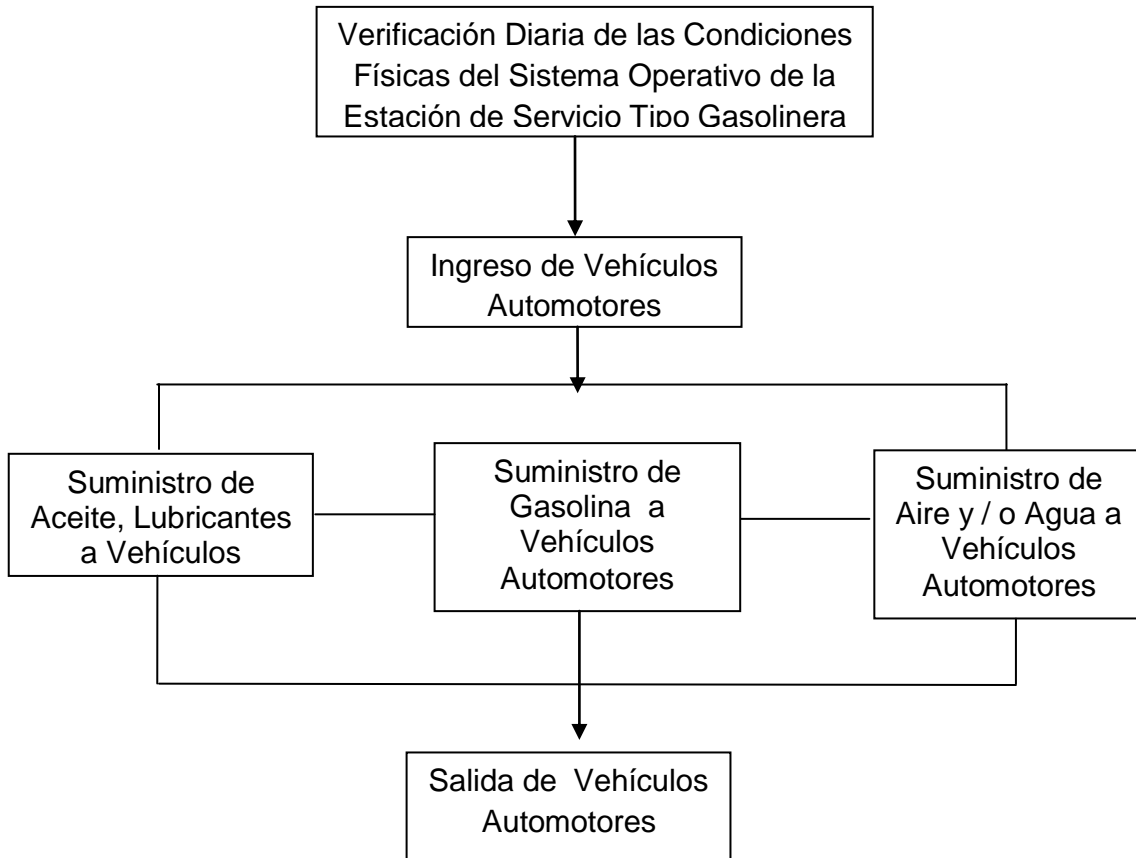 Verificación Diaria de las Condiciones
Físicas del Sistema Operativo de la
Estación de Servicio Tipo Gasolinera
Ingreso de Vehículos
Automotores
Suministro de
Aceite, Lubricantes
a Vehículos
Suministro de
Gasolina a
Vehículos
Automotores
Suministro de
Aire y / o Agua a
Vehículos
Automotores
Salida de Vehículos
Automotores